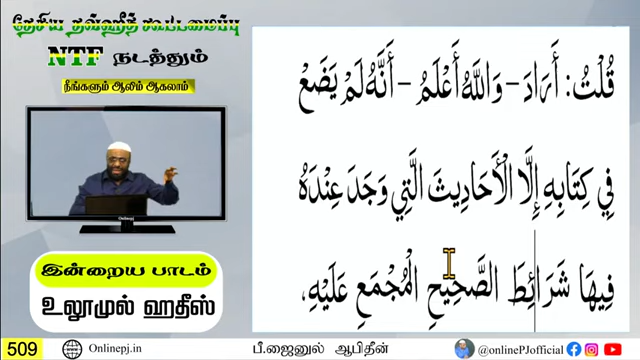 தேசிய தவ்ஹீத் கூட்டமைப்பு
NTF நடத்தும்
நீங்களும் ஆலிம் ஆகலாம்
Onlinepj
இன்றைய பாடம்
உலூமுல் ஹதீஸ்
قُلْتُ: أَرَادَ – وَاللَّهُ أَعْلَمُ – أَنَّهُ لَمْ يَضَعْ
فِي كِتَابِهِ إِلَّا الْأَحَادِيثَ الَّتِي وَجَدَ عِنْدَهُ
فِيهَا شَرَائِطَ الصَّحِيحِ الْمُجْمَعِ عَلَيْهِ،
509 Onlinepj.in பீ.ஜைனுல் ஆபிதீன் @onlinePJofficial